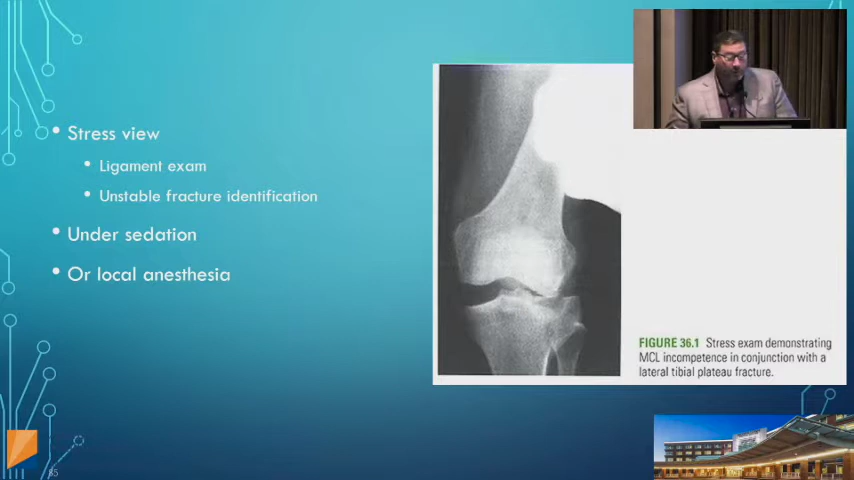 Stress view
Ligament exam
Unstable fracture identification
Under sedation
Or local anesthesia
FIGURE 36.1 Stress exam demonstrating
MCL incompetence in conjunction with a
lateral tibial plateau fracture.
85